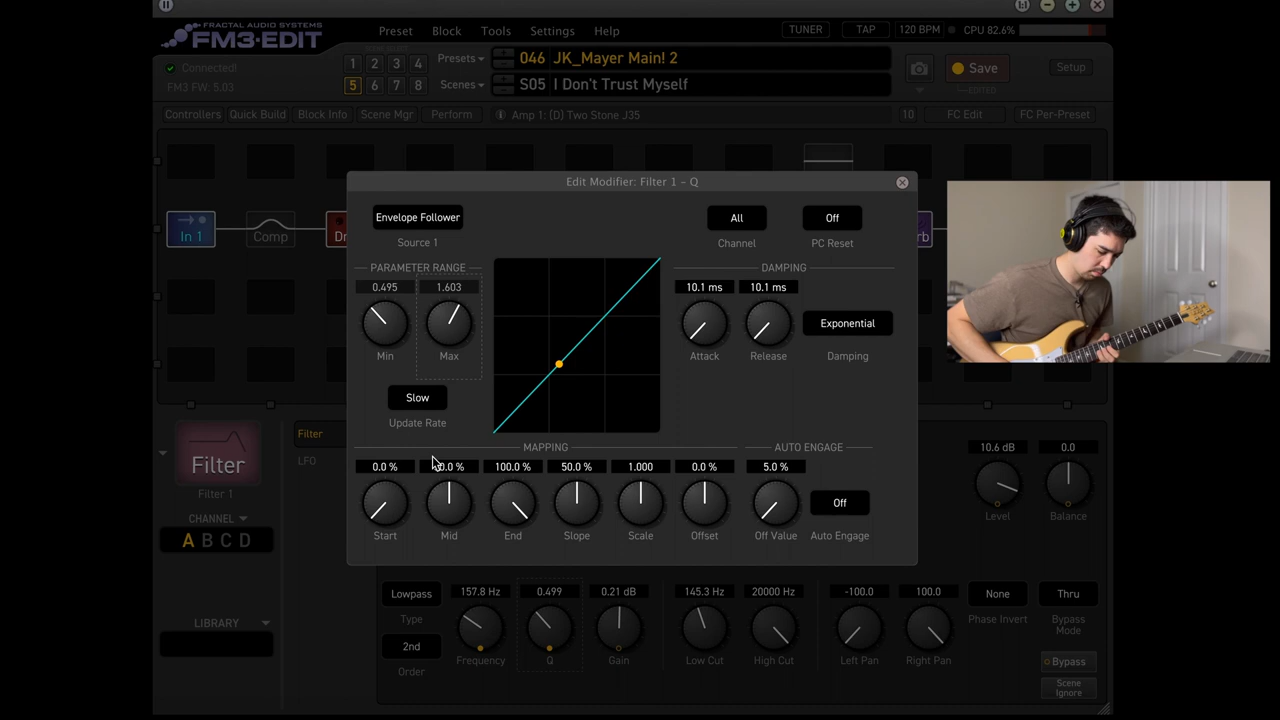 1:1
FRACTAL AUDIO SYSTEMS
FM3-EDIT
Preset Block Tools Settings Help
TUNER TAP 120 BPM CPU 82.6%
Connected!
FM3 FW: 5.03
1 2 3 4
5 6 7 8
Presets 046 JK_Mayer Main! 2
Scenes S05 I Don't Trust Myself
Save
EDITED
Setup
Controllers Quick Build Block Info Scene Mgr Perform Amp 1: (D) Two Stone J35 10 FC Edit FC Per-Preset
In 1 Comp
Edit Modifier: Filter 1 – Q
Envelope Follower
Source 1
All
Channel
Off
PC Reset
PARAMETER RANGE
0.495 1.603
Min Max
Slow
Update Rate
DAMPING
10.1 ms 10.1 ms
Exponential
Attack Release Damping
MAPPING
0.0 % 100.0 % 50.0 % 1.000 0.0 %
Start Mid End Slope Scale Offset
AUTO ENGAGE
5.0 %
Off
Off Value Auto Engage
Filter
Filter 1
CHANNEL
A B C D
LIBRARY
Filter
LFO
10.6 dB 0.0
Level Balance
Lowpass
Type
2nd
Order
157.8 Hz 0.499 0.21 dB 145.3 Hz 20000 Hz -100.0 100.0
Frequency Q Gain Low Cut High Cut Left Pan Right Pan
None
Phase Invert
Thru
Bypass
Mode
Bypass
Scene
Ignore